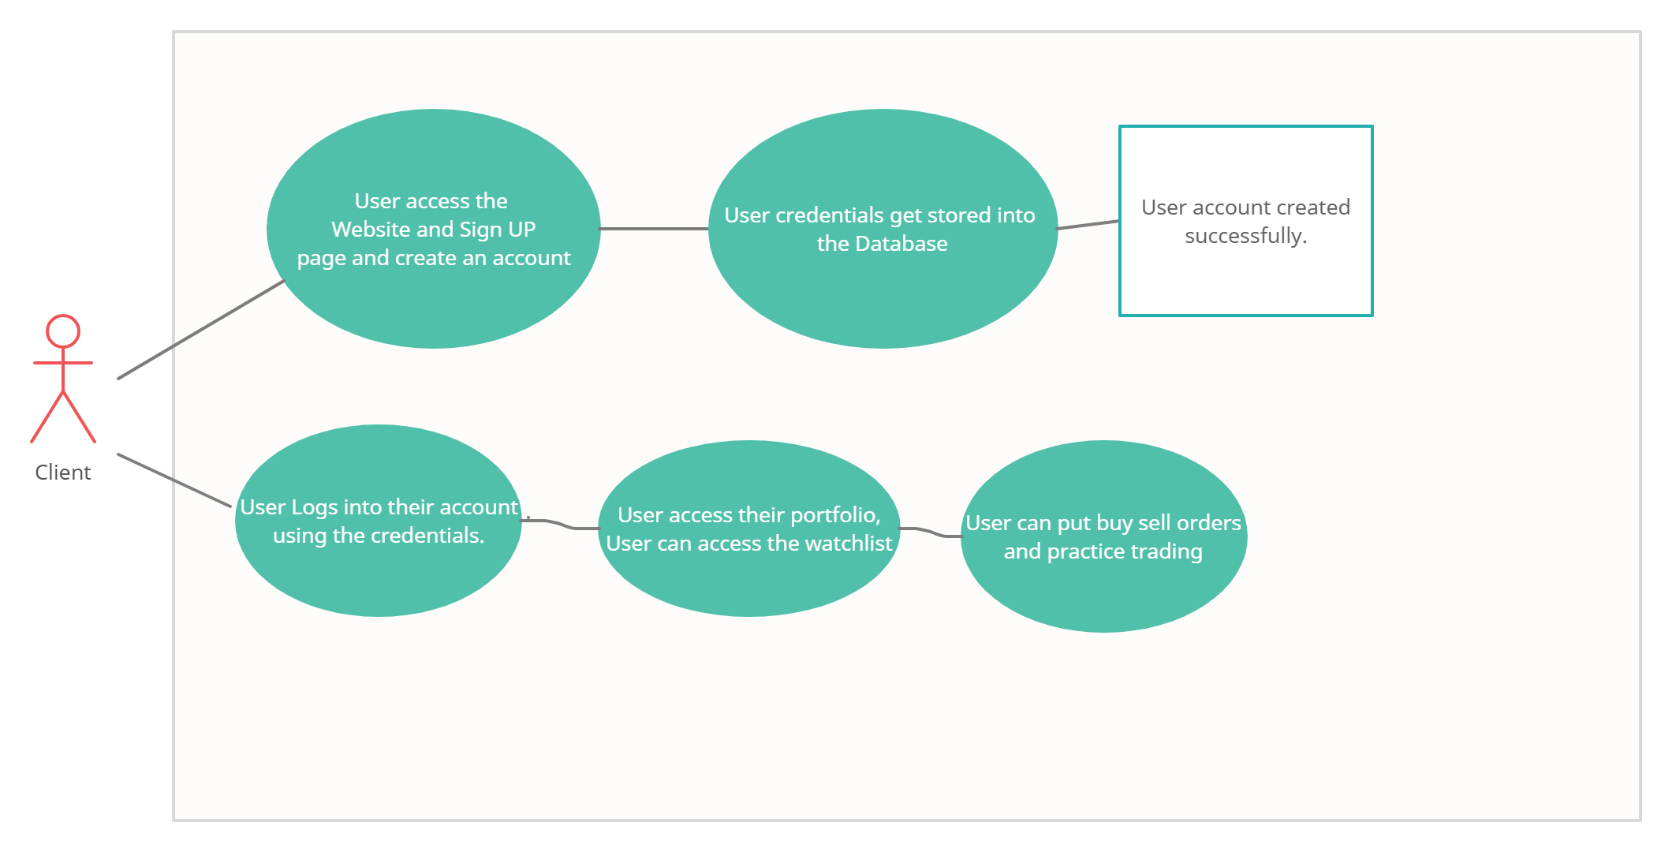 User access the
Website and Sign UP
page and create an account
User credentials get stored into
the Database
User account created
successfully.
Client
User Logs into their account
using the credentials.
User access their portfolio,
User can access the watchlist
User can put buy sell orders
and practice trading